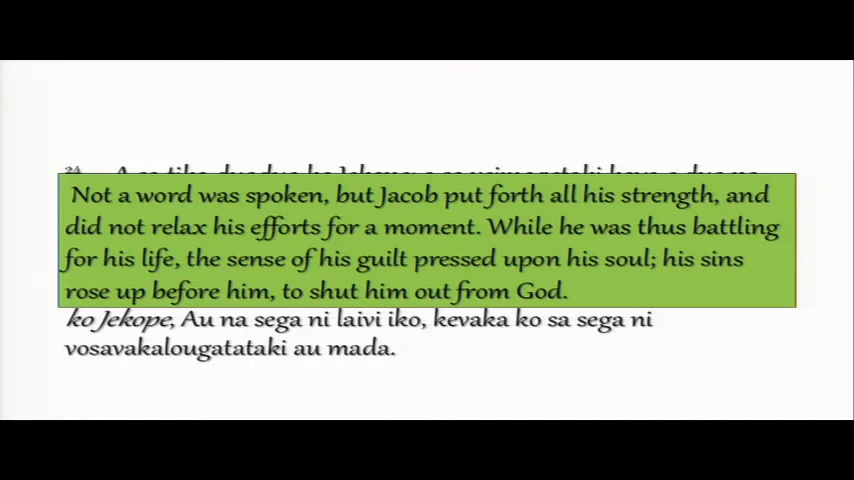 24
Not a word was spoken, but Jacob put forth all his strength, and
did not relax his efforts for a moment. While he was thus battling
for his life, the sense of his guilt pressed upon his soul; his sins
rose up before him, to shut him out from God.
ko Jekope, Au na sega ni laivi iko, kevaka ko sa sega ni
vosavakalougatataki au mada.